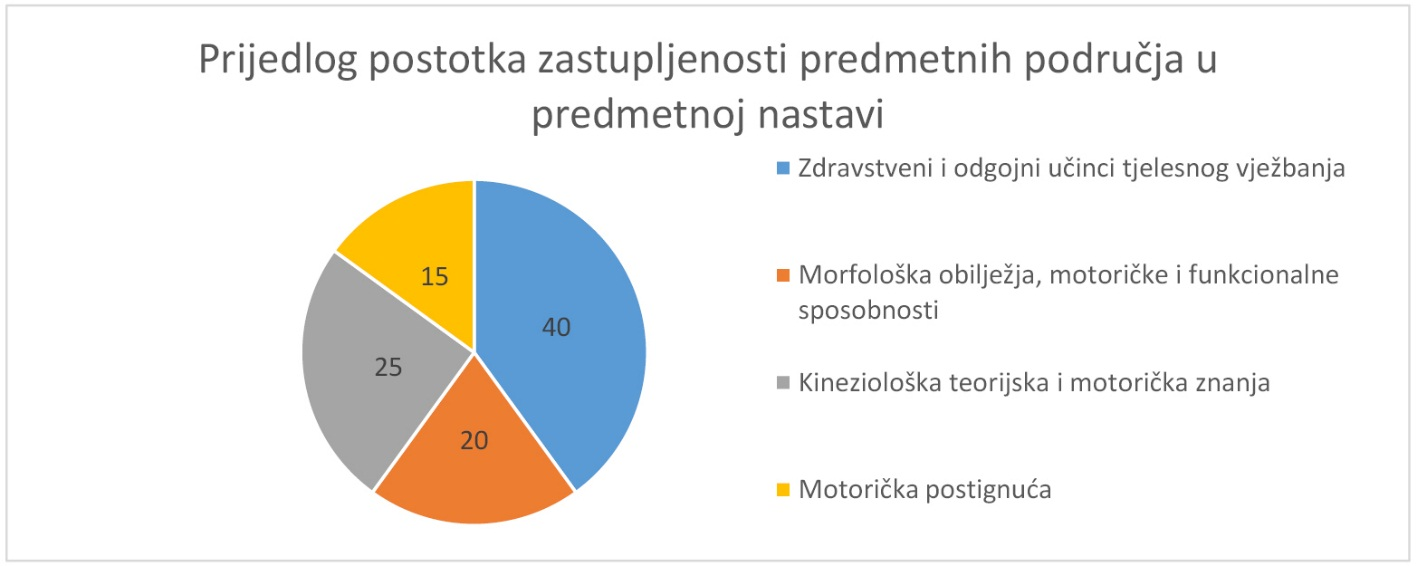 Prijedlog postotka zastupljenosti predmetnih područja u
predmetnoj nastavi
Zdravstveni i odgojni učinci tjelesnog vježbanja
Morfološka obilježja, motoričke i funkcionalne
sposobnosti
Kineziološka teorijska i motorička znanja
Motorička postignuća
15
40
25
20